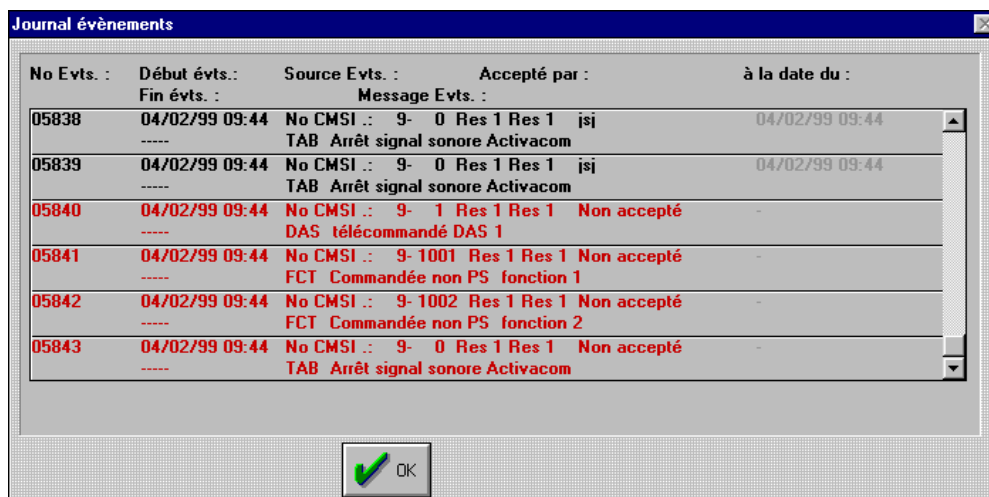 Journal évènements
No Evts. : Début évts.: Source Evts. : Accepté par : à la date du :
Fin évts. : Message Evts. :
05838 04/02/99 09:44 No CMSI .: 9- 0 Res 1 Res 1 jsj 04/02/99 09:44
----- TAB Arrêt signal sonore Activacom
05839 04/02/99 09:44 No CMSI .: 9- 0 Res 1 Res 1 jsj 04/02/99 09:44
----- TAB Arrêt signal sonore Activacom
05840 04/02/99 09:44 No CMSI .: 9- 1 Res 1 Res 1 Non accepté -
----- DAS télécommandé DAS 1
05841 04/02/99 09:44 No CMSI .: 9- 1001 Res 1 Res 1 Non accepté -
----- FCT Commandée non PS fonction 1
05842 04/02/99 09:44 No CMSI .: 9- 1002 Res 1 Res 1 Non accepté -
----- FCT Commandée non PS fonction 2
05843 04/02/99 09:44 No CMSI .: 9- 0 Res 1 Res 1 Non accepté -
----- TAB Arrêt signal sonore Activacom
OK